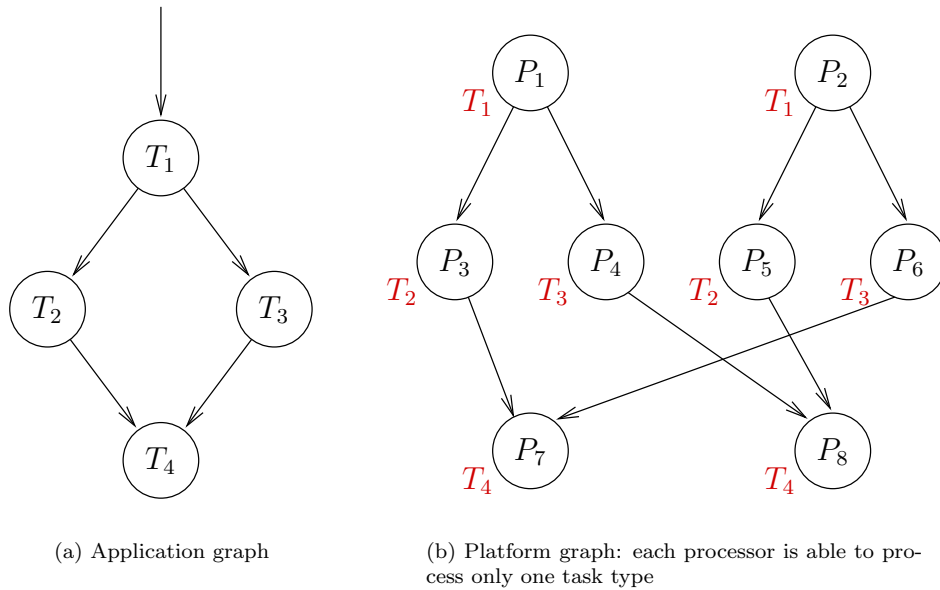 P1 P2
T1 T1
T1
P3 P4 P5 P6
T2 T3 T2 T3
T2 T3
P7 P8
T4 T4
T4
(a) Application graph
(b) Platform graph: each processor is able to pro-
cess only one task type